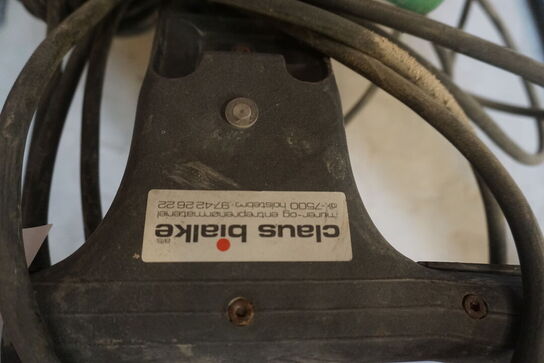 claus bialke a/s
murer- og entreprenørmateriel
dk-7500 holstebro · 97 42 26 22